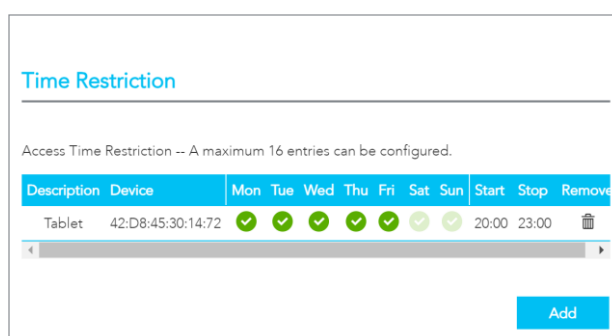 Time Restriction
Access Time Restriction -- A maximum 16 entries can be configured.
Description Device Mon Tue Wed Thu Fri Sat Sun Start Stop Remove
Tablet 42:D8:45:30:14:72 20:00 23:00
Add